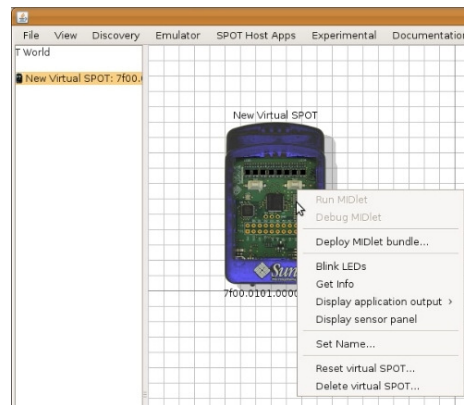 File View Discovery Emulator SPOT Host Apps Experimental Documentation
T World
New Virtual SPOT: 7f00.
New Virtual SPOT
Sun
7f00.0101.0000
Run MIDlet
Debug MIDlet
Deploy MIDlet bundle...
Blink LEDs
Get Info
Display application output >
Display sensor panel
Set Name...
Reset virtual SPOT...
Delete virtual SPOT...